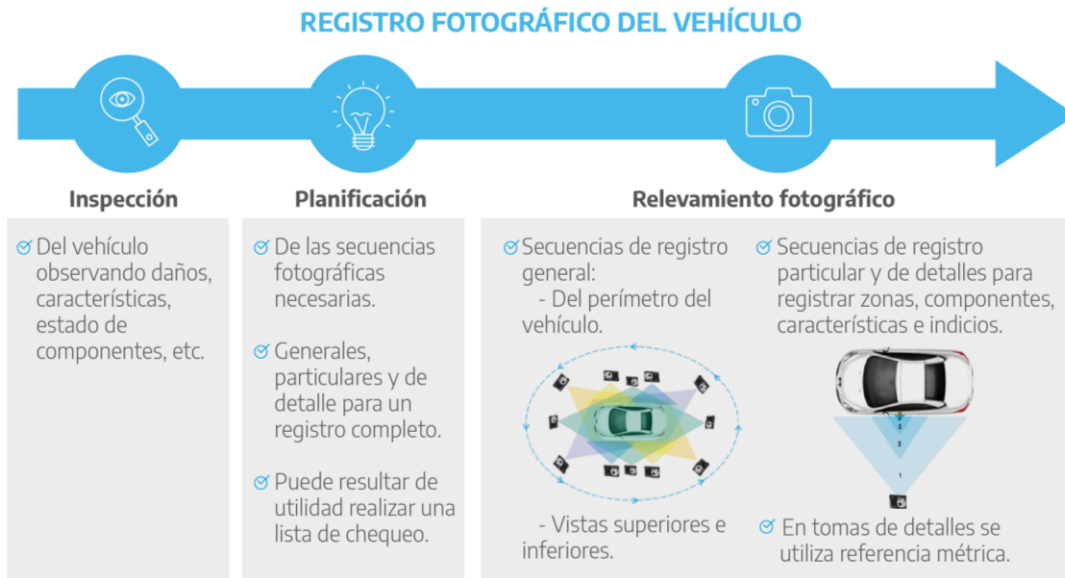 REGISTRO FOTOGRÁFICO DEL VEHÍCULO
Inspección
Del vehículo
observando daños,
características,
estado de
componentes, etc.
Planificación
De las secuencias
fotográficas
necesarias.
Generales,
particulares y de
detalle para un
registro completo.
Puede resultar de
utilidad realizar una
lista de chequeo.
Relevamiento fotográfico
Secuencias de registro
general:
- Del perímetro del
vehículo.
- Vistas superiores e
inferiores.
Secuencias de registro
particular y de detalles para
registrar zonas, componentes,
características e indicios.
3
2
1
En tomas de detalles se
utiliza referencia métrica.